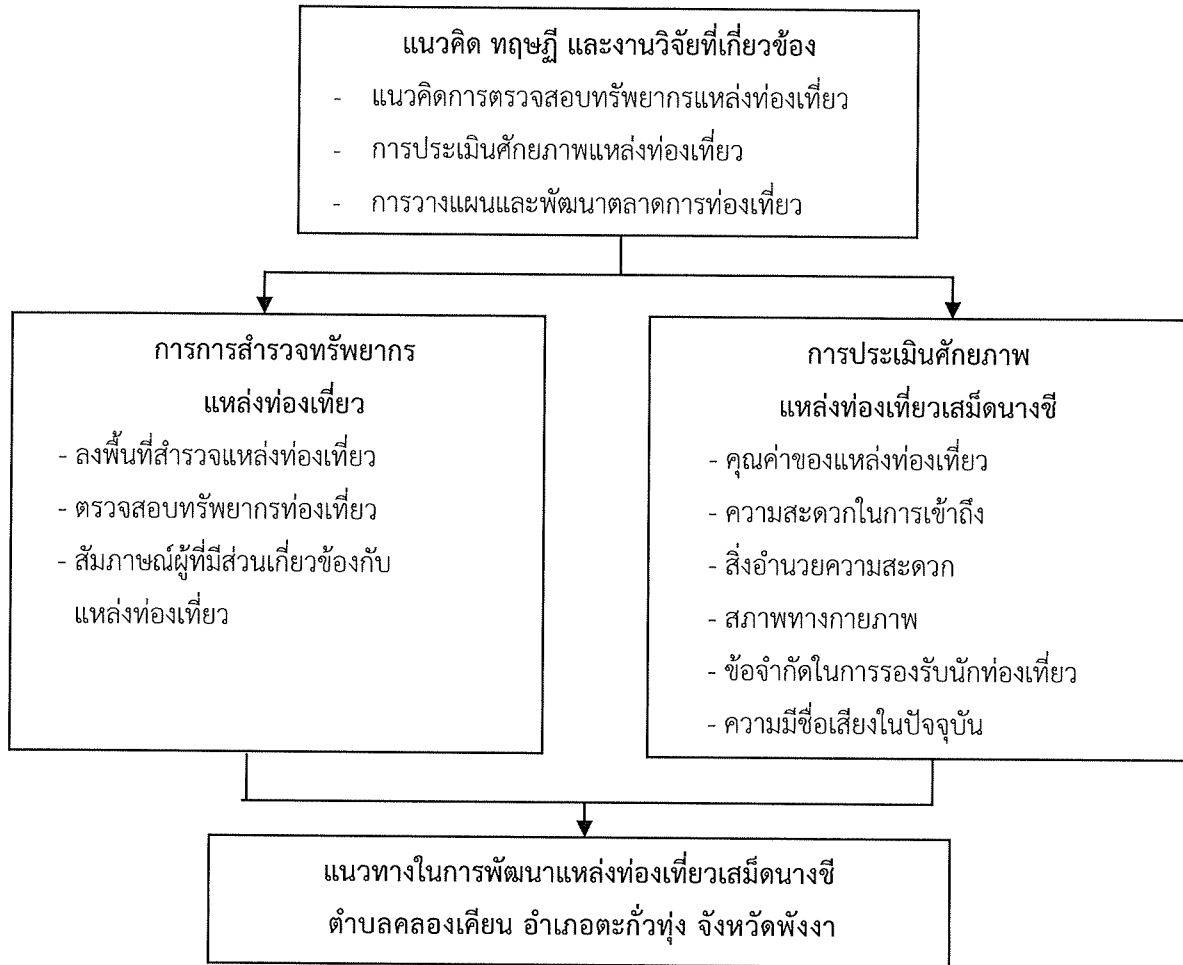 แนวคิด ทฤษฎี และงานวิจัยที่เกี่ยวข้อง
- แนวคิดการตรวจสอบทรัพยากรแหล่งท่องเที่ยว
- การประเมินศักยภาพแหล่งท่องเที่ยว
- การวางแผนและพัฒนาตลาดการท่องเที่ยว
การการสำรวจทรัพยากร
แหล่งท่องเที่ยว
- ลงพื้นที่สำรวจแหล่งท่องเที่ยว
- ตรวจสอบทรัพยากรท่องเที่ยว
- สัมภาษณ์ผู้ที่มีส่วนเกี่ยวข้องกับ
แหล่งท่องเที่ยว
การประเมินศักยภาพ
แหล่งท่องเที่ยวเสม็ดนางชี
- คุณค่าของแหล่งท่องเที่ยว
- ความสะดวกในการเข้าถึง
- สิ่งอำนวยความสะดวก
- สภาพทางกายภาพ
- ข้อจำกัดในการรองรับนักท่องเที่ยว
- ความมีชื่อเสียงในปัจจุบัน
แนวทางในการพัฒนาแหล่งท่องเที่ยวเสม็ดนางชี
ตำบลคลองเคียน อำเภอตะกั่วทุ่ง จังหวัดพังงา